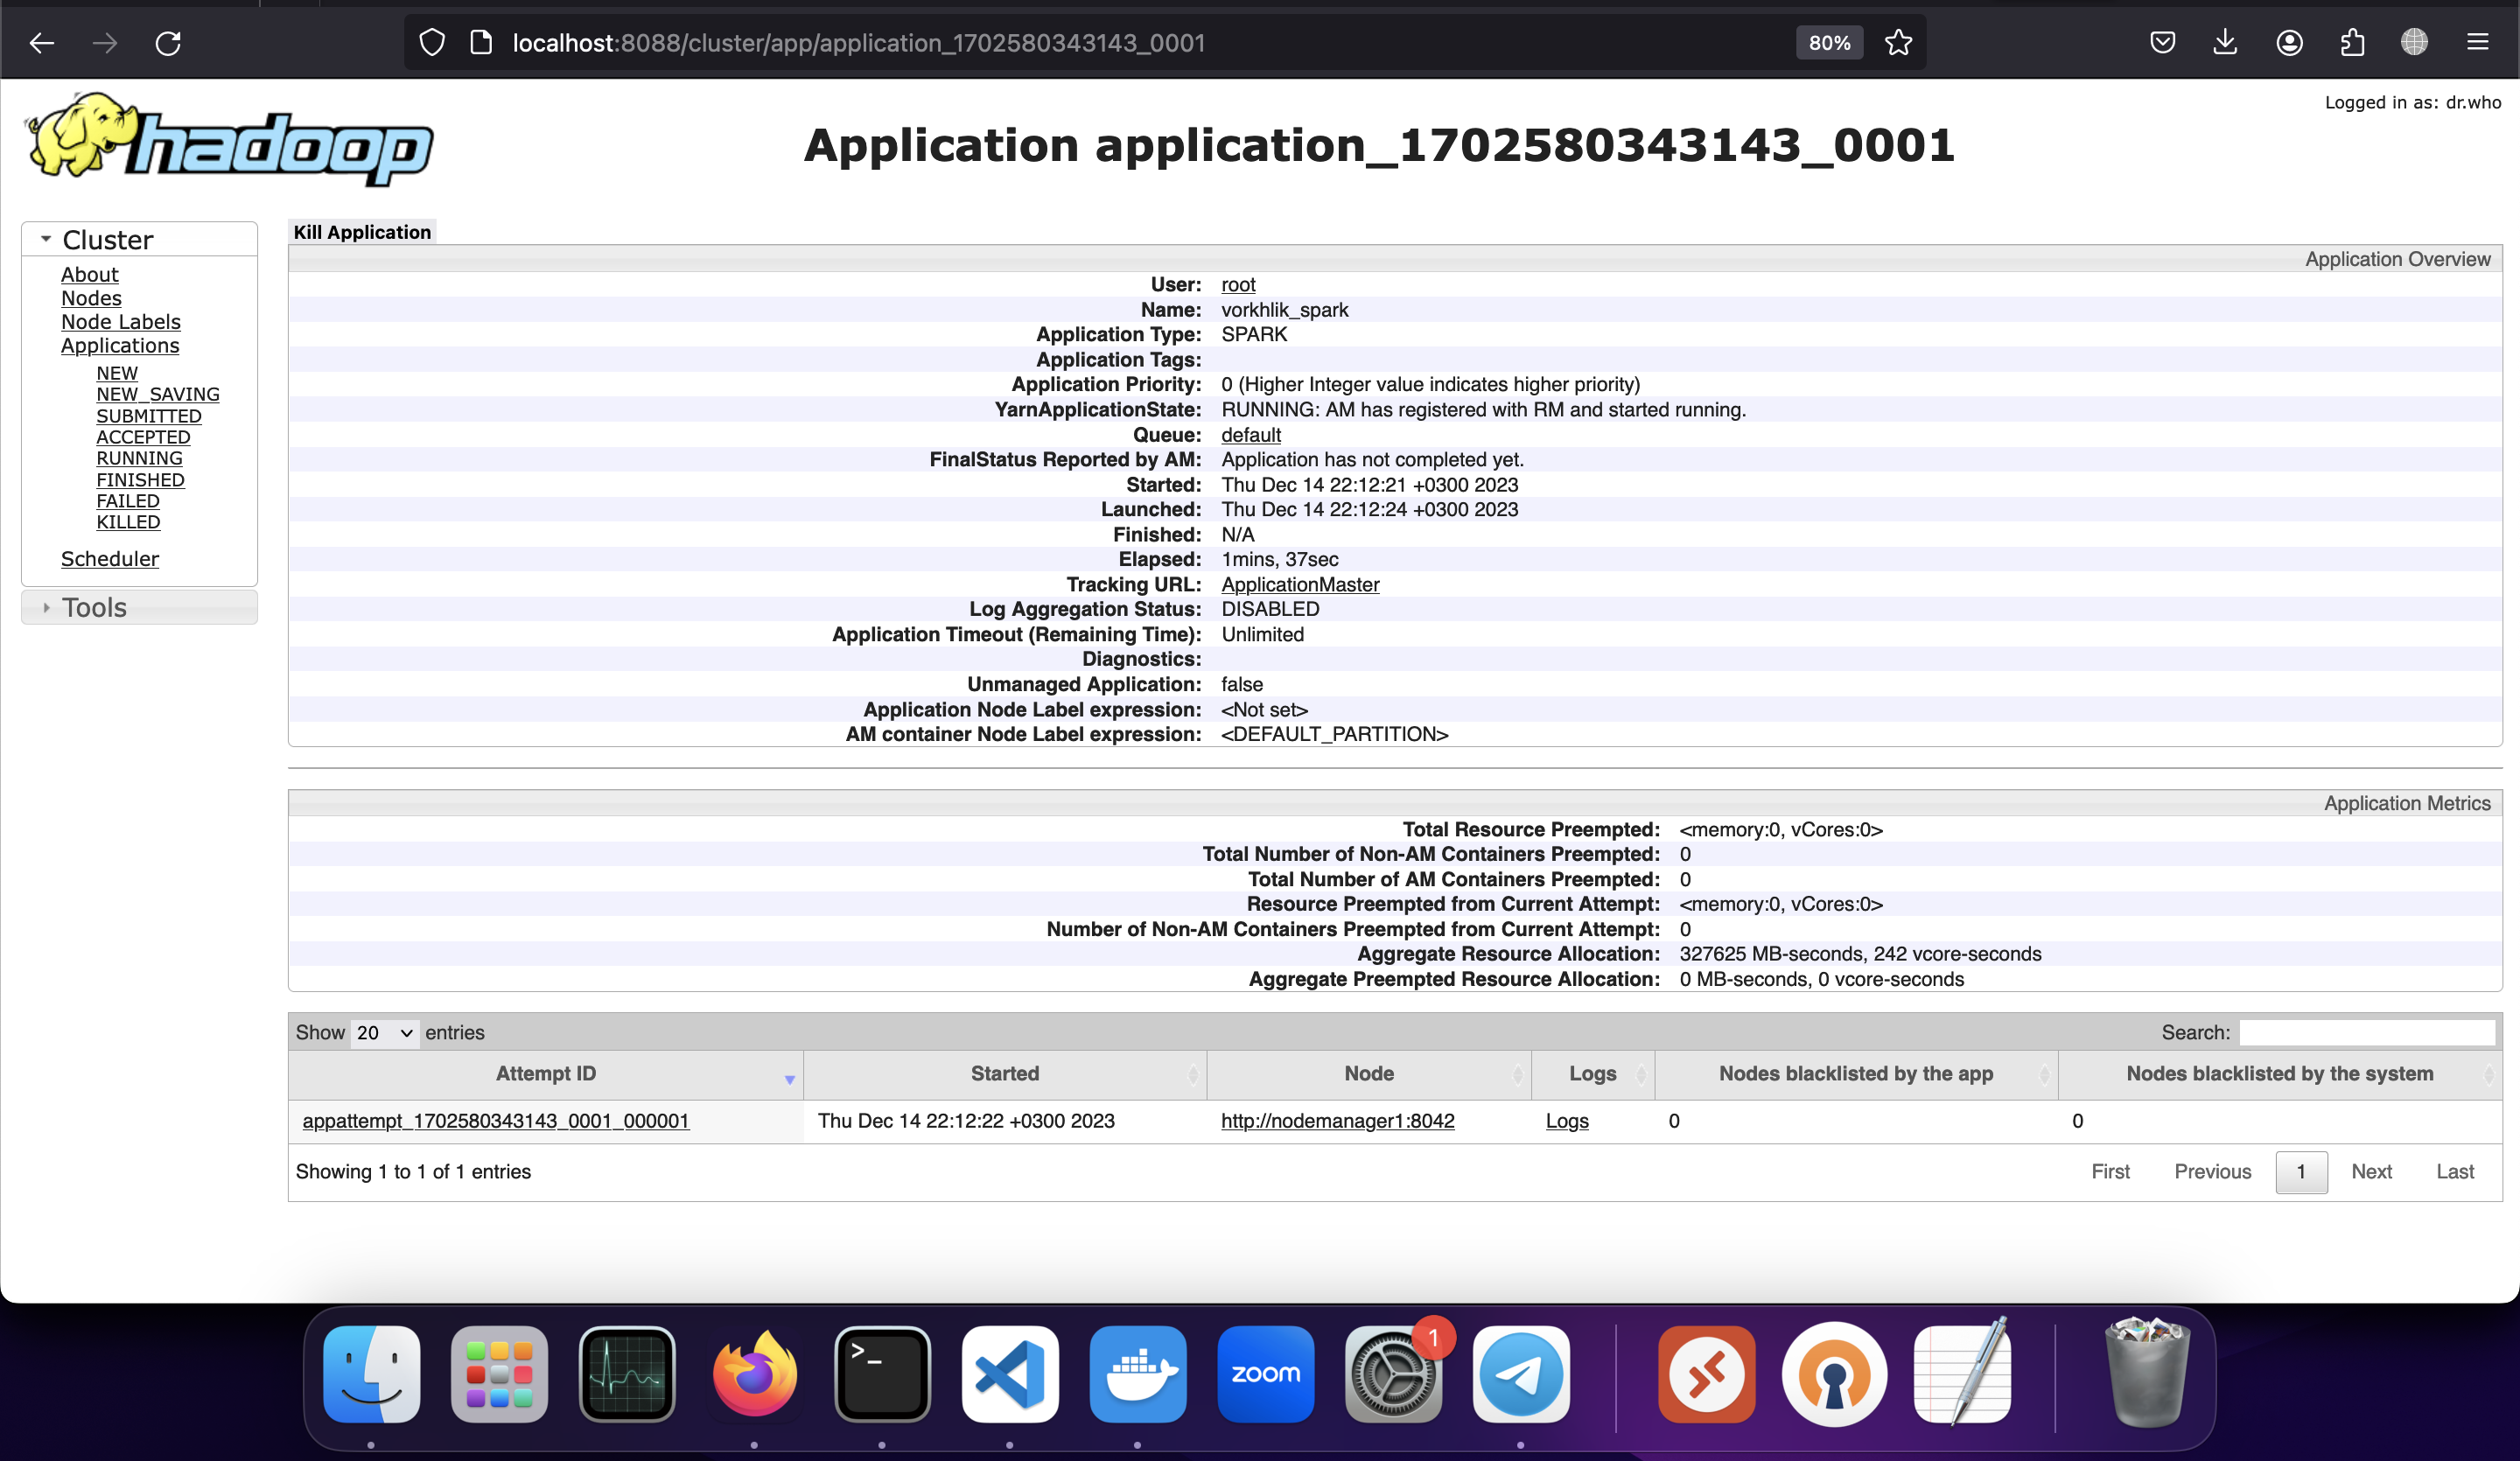 localhost:8088/cluster/app/application_1702580343143_0001
80%
hadoop
Logged in as: dr.who
Application application_1702580343143_0001
Cluster
About
Nodes
Node Labels
Applications
NEW
NEW_SAVING
SUBMITTED
ACCEPTED
RUNNING
FINISHED
FAILED
KILLED
Scheduler
Tools
Kill Application
Application Overview
User: root
Name: vorkhlik_spark
Application Type: SPARK
Application Tags:
Application Priority: 0 (Higher Integer value indicates higher priority)
YarnApplicationState: RUNNING: AM has registered with RM and started running.
Queue: default
FinalStatus Reported by AM: Application has not completed yet.
Started: Thu Dec 14 22:12:21 +0300 2023
Launched: Thu Dec 14 22:12:24 +0300 2023
Finished: N/A
Elapsed: 1mins, 37sec
Tracking URL: ApplicationMaster
Log Aggregation Status: DISABLED
Application Timeout (Remaining Time): Unlimited
Diagnostics:
Unmanaged Application: false
Application Node Label expression: <Not set>
AM container Node Label expression: <DEFAULT_PARTITION>
Application Metrics
Total Resource Preempted: <memory:0, vCores:0>
Total Number of Non-AM Containers Preempted: 0
Total Number of AM Containers Preempted: 0
Resource Preempted from Current Attempt: <memory:0, vCores:0>
Number of Non-AM Containers Preempted from Current Attempt: 0
Aggregate Resource Allocation: 327625 MB-seconds, 242 vcore-seconds
Aggregate Preempted Resource Allocation: 0 MB-seconds, 0 vcore-seconds
Show 20 entries Search:
Attempt ID Started Node Logs Nodes blacklisted by the app Nodes blacklisted by the system
appattempt_1702580343143_0001_000001 Thu Dec 14 22:12:22 +0300 2023 http://nodemanager1:8042 Logs 0 0
Showing 1 to 1 of 1 entries First Previous 1 Next Last
>_
zoom
1